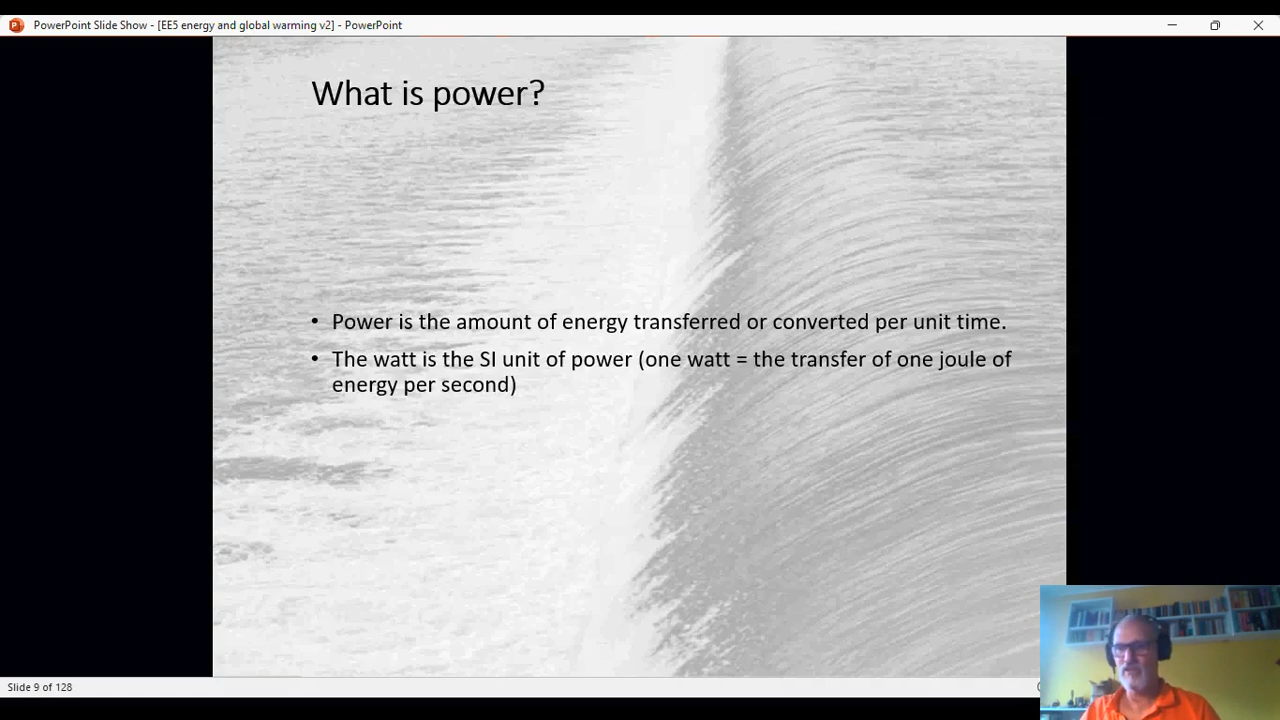 PowerPoint Slide Show - [EE5 energy and global warming v2] - PowerPoint
What is power?
• Power is the amount of energy transferred or converted per unit time.
• The watt is the SI unit of power (one watt = the transfer of one joule of
energy per second)
Slide 9 of 128